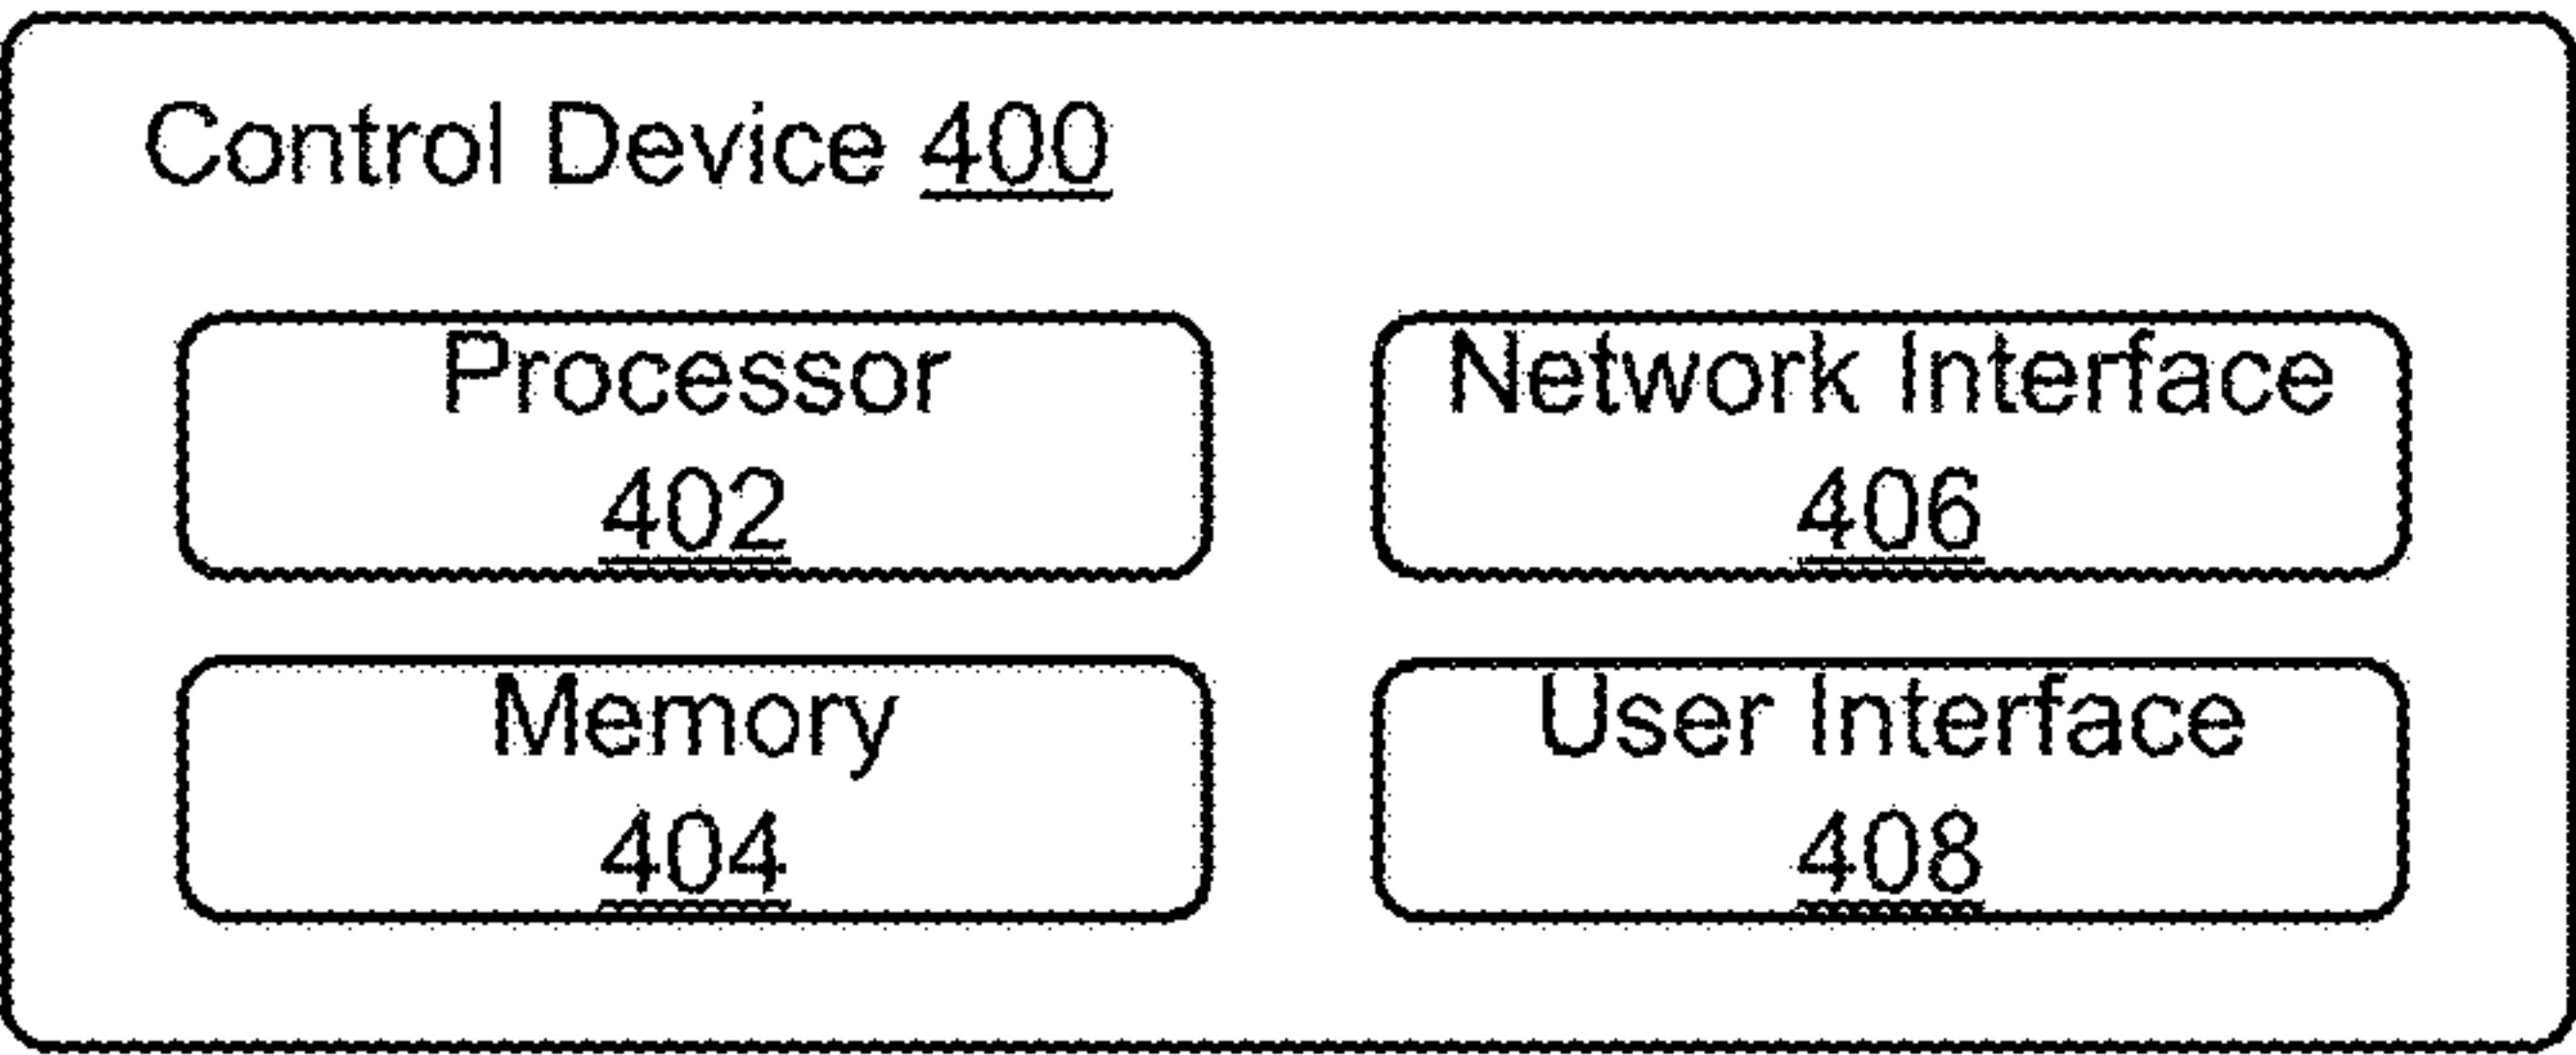 Control Device 400
Processor
402
Network Interface
406
Memory
404
User Interface
408